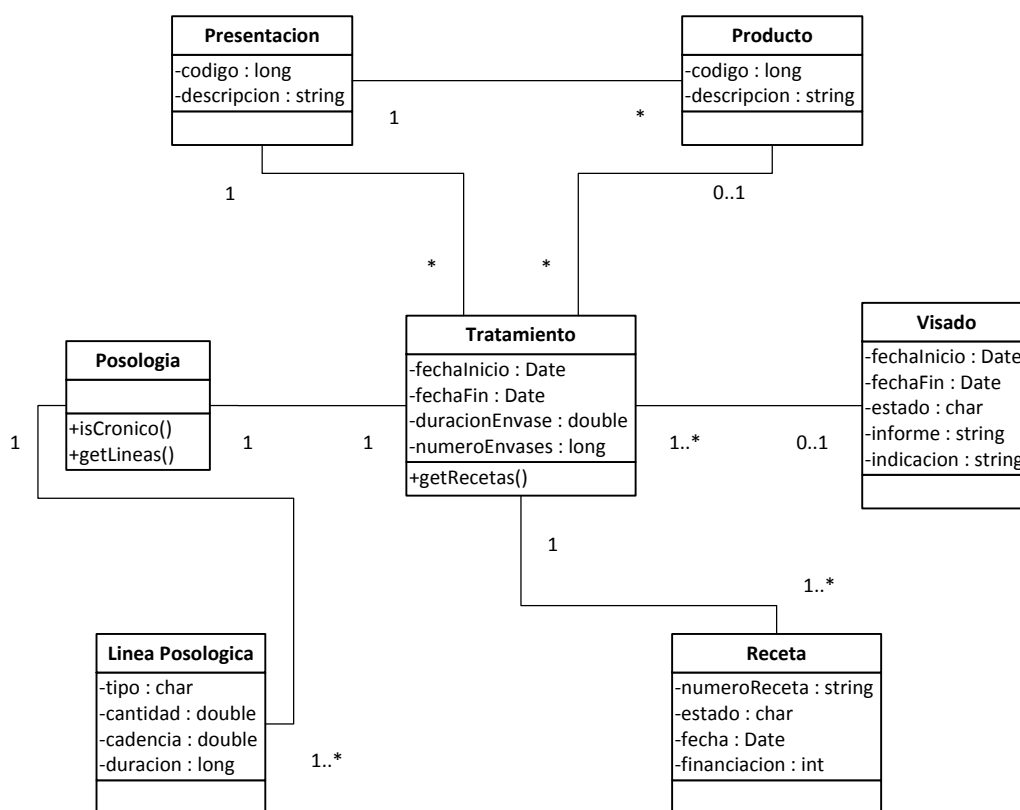 Presentacion
-codigo : long
-descripcion : string
Producto
-codigo : long
-descripcion : string
1
*
1
0..1
*
*
Posologia
+isCronico()
+getLineas()
Tratamiento
-fechaInicio : Date
-fechaFin : Date
-duracionEnvase : double
-numeroEnvases : long
+getRecetas()
Visado
-fechaInicio : Date
-fechaFin : Date
-estado : char
-informe : string
-indicacion : string
1
1
1
1..*
0..1
1
1..*
Linea Posologica
-tipo : char
-cantidad : double
-cadencia : double
-duracion : long
1..*
Receta
-numeroReceta : string
-estado : char
-fecha : Date
-financiacion : int